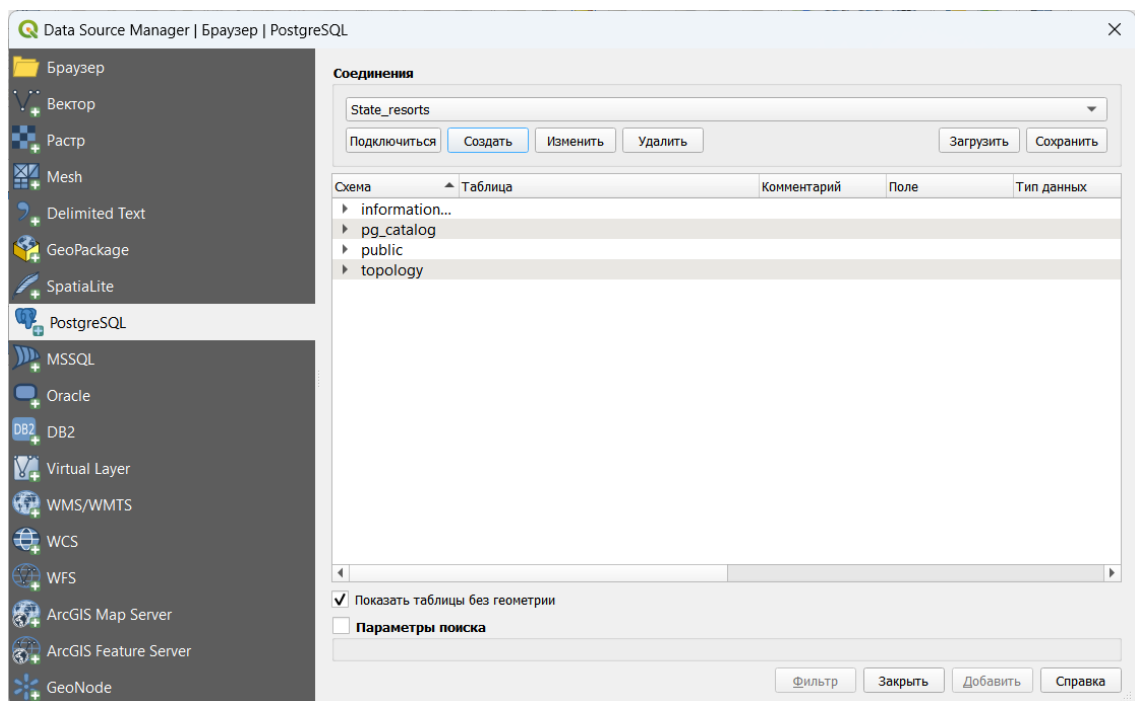 Data Source Manager | Браузер | PostgreSQL
Браузер
Вектор
Растр
Mesh
Delimited Text
GeoPackage
SpatiaLite
PostgreSQL
MSSQL
Oracle
DB2 DB2
Virtual Layer
WMS/WMTS
WCS
WFS
ArcGIS Map Server
ArcGIS Feature Server
GeoNode
Соединения
State_resorts
Подключиться Создать Изменить Удалить Загрузить Сохранить
Схема Таблица Комментарий Поле Тип данных
information...
pg_catalog
public
topology
Показать таблицы без геометрии
Параметры поиска
Фильтр Закрыть Добавить Справка